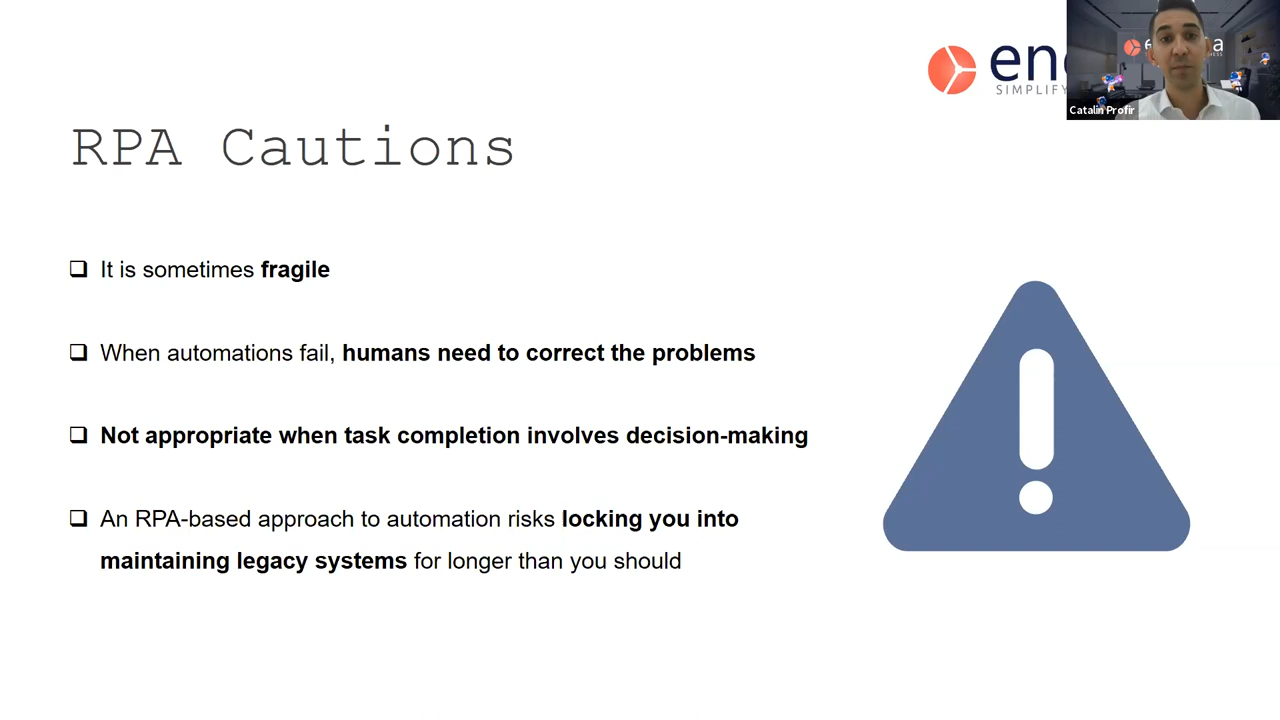 en
SIMPLIFY
Catalin Profir
RPA Cautions
It is sometimes fragile
When automations fail, humans need to correct the problems
Not appropriate when task completion involves decision-making
An RPA-based approach to automation risks locking you into
maintaining legacy systems for longer than you should